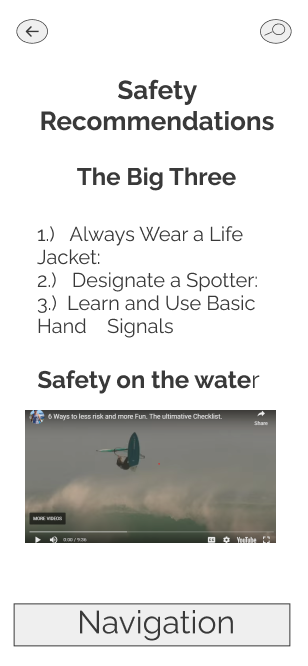 Safety
Recommendations
The Big Three
1.) Always Wear a Life
Jacket:
2.) Designate a Spotter:
3.) Learn and Use Basic
Hand Signals
Safety on the water
6 Ways to less risk and more Fun. The ultimative Checklist.
Share
MORE VIDEOS
0:00 / 9:26
CC
YouTube
Navigation